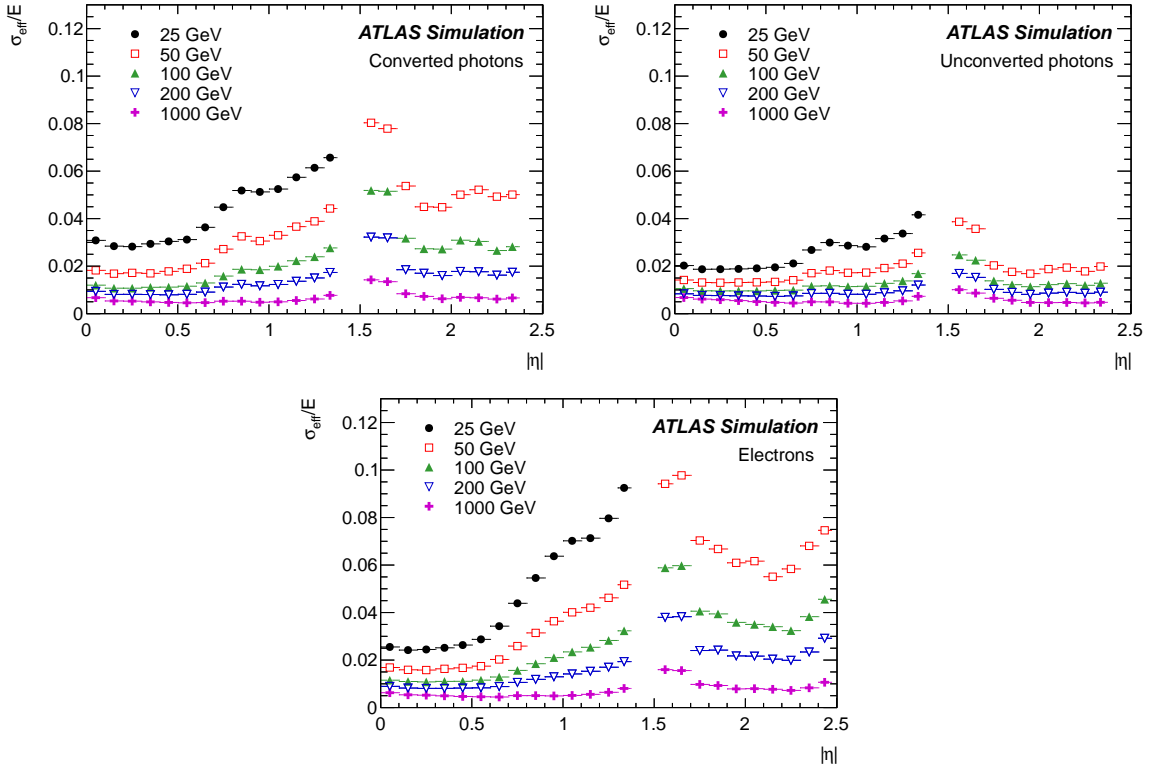 σeff/E
0.12
0.1
0.08
0.06
0.04
0.02
0
25 GeV
50 GeV
100 GeV
200 GeV
1000 GeV
ATLAS Simulation
Converted photons
0 0.5 1 1.5 2 2.5
|η|
σeff/E
0.12
0.1
0.08
0.06
0.04
0.02
0
25 GeV
50 GeV
100 GeV
200 GeV
1000 GeV
ATLAS Simulation
Unconverted photons
0 0.5 1 1.5 2 2.5
|η|
σeff/E
0.12
0.1
0.08
0.06
0.04
0.02
0
25 GeV
50 GeV
100 GeV
200 GeV
1000 GeV
ATLAS Simulation
Electrons
0 0.5 1 1.5 2 2.5
|η|